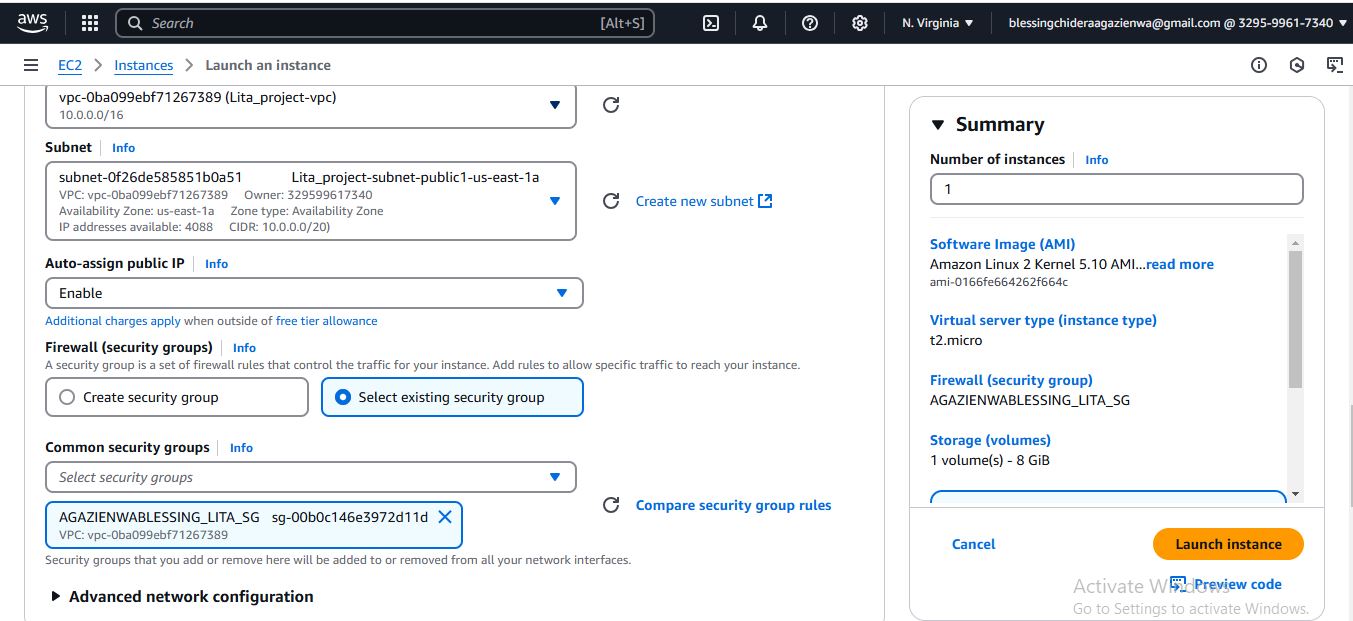 aws Search [Alt+S] N. Virginia blessingchideraagazienwa@gmail.com @ 3295-9961-7340
EC2 > Instances > Launch an instance
vpc-0ba099ebf71267389 (Lita_project-vpc)
10.0.0.0/16
Subnet Info
subnet-0f26de585851b0a51 Lita_project-subnet-public1-us-east-1a
VPC: vpc-0ba099ebf71267389 Owner: 329599617340
Availability Zone: us-east-1a Zone type: Availability Zone
IP addresses available: 4088 CIDR: 10.0.0.0/20)
Create new subnet
Auto-assign public IP Info
Enable
Additional charges apply when outside of free tier allowance
Firewall (security groups) Info
A security group is a set of firewall rules that control the traffic for your instance. Add rules to allow specific traffic to reach your instance.
Create security group Select existing security group
Common security groups Info
Select security groups
AGAZIENWABLESSING_LITA_SG sg-00b0c146e3972d11d
VPC: vpc-0ba099ebf71267389
Compare security group rules
Security groups that you add or remove here will be added to or removed from all your network interfaces.
Advanced network configuration
Summary
Number of instances Info
1
Software Image (AMI)
Amazon Linux 2 Kernel 5.10 AMI...read more
ami-0166fe664262f664c
Virtual server type (instance type)
t2.micro
Firewall (security group)
AGAZIENWABLESSING_LITA_SG
Storage (volumes)
1 volume(s) - 8 GiB
Cancel Launch instance
Preview code
Activate Windows
Go to Settings to activate Windows.